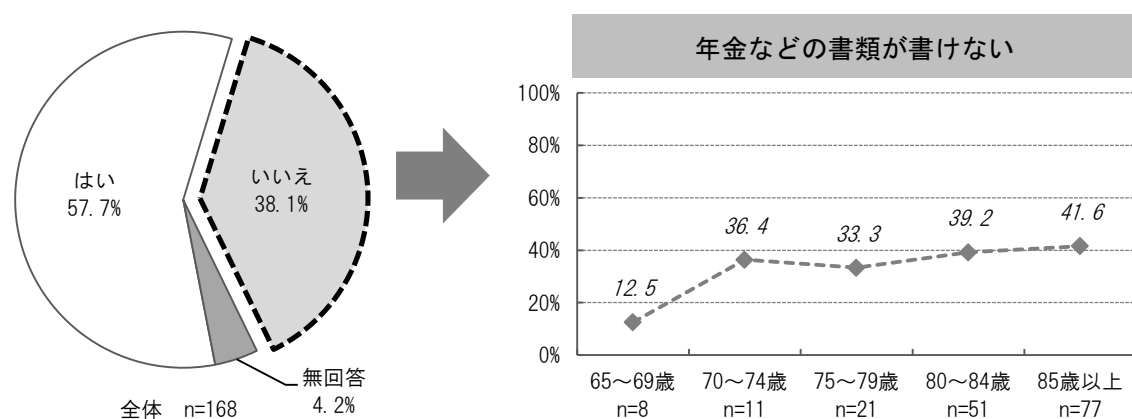 はい
57.7%
いいえ
38.1%
無回答
4.2%
全体 n=168
年金などの書類が書けない
100%
80%
60%
40%
20%
0%
12.5
36.4
33.3
39.2
41.6
65～69歳
n=8
70～74歳
n=11
75～79歳
n=21
80～84歳
n=51
85歳以上
n=77